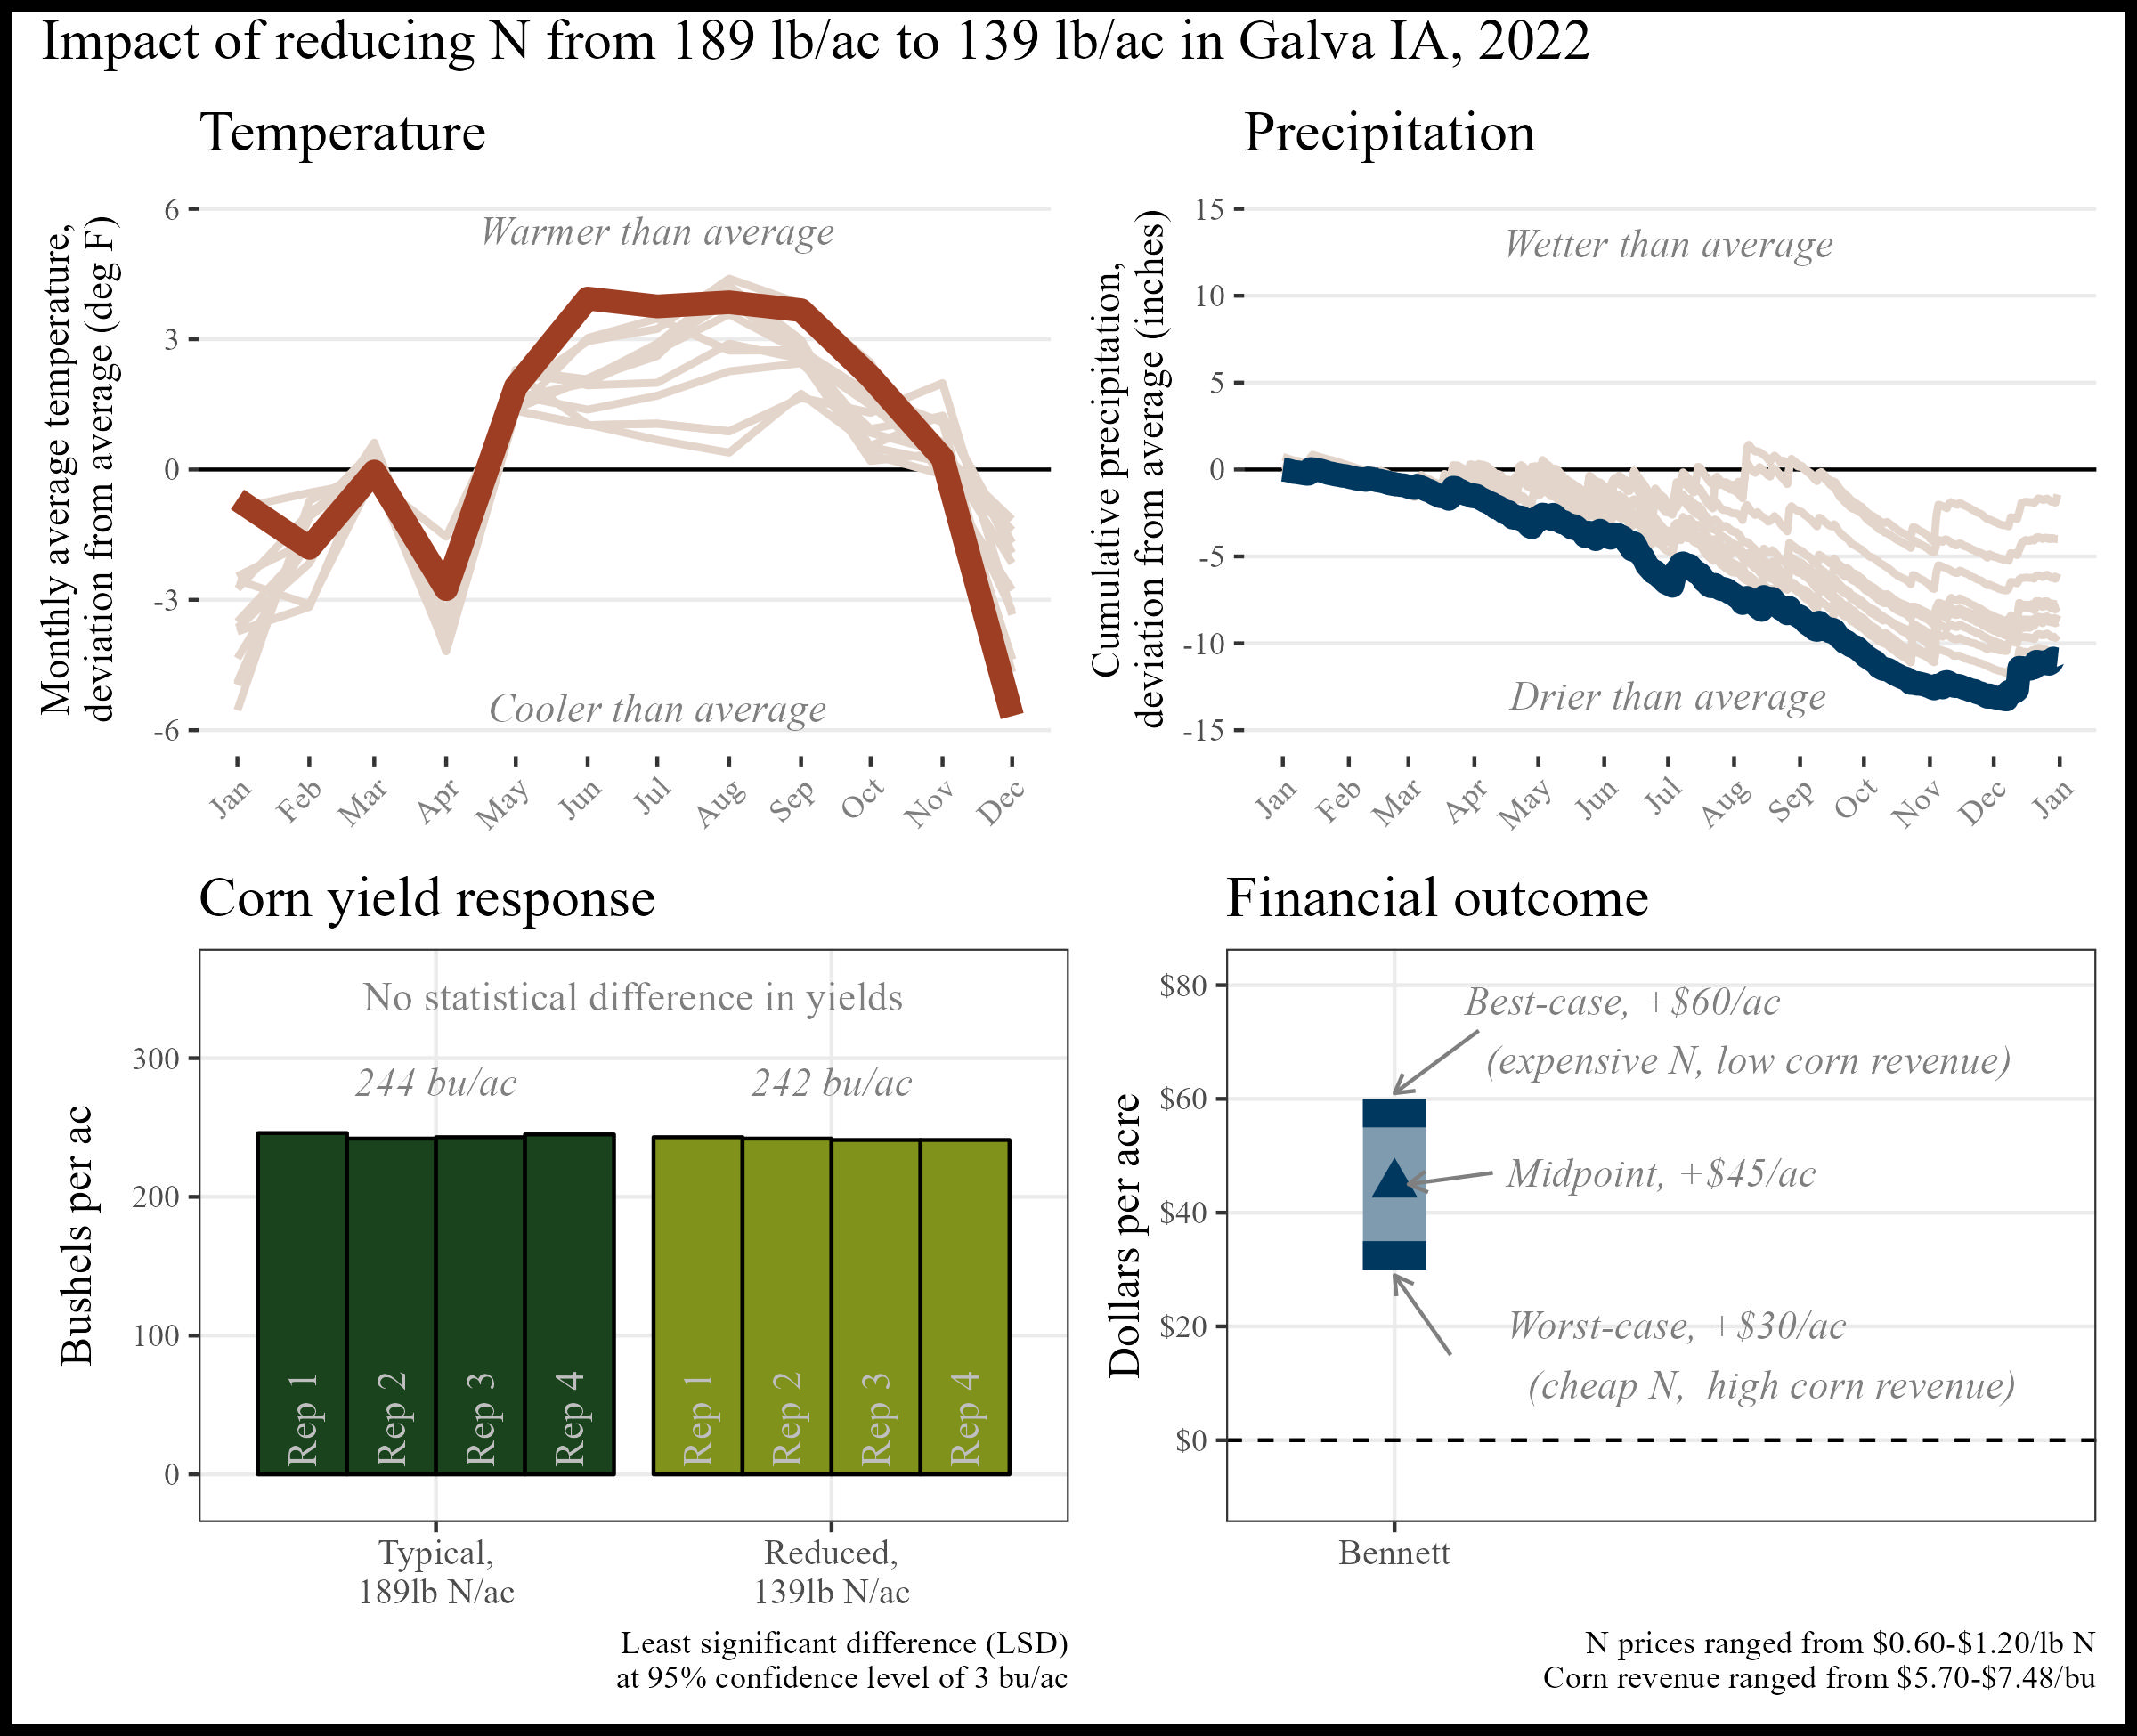 Impact of reducing N from 189 lb/ac to 139 lb/ac in Galva IA, 2022
Temperature
Monthly average temperature,
deviation from average (deg F)
6
3
0
-3
-6
Warmer than average
Cooler than average
Jan
Feb
Mar
Apr
May
Jun
Jul
Aug
Sep
Oct
Nov
Dec
Precipitation
Cumulative precipitation,
deviation from average (inches)
15
10
5
0
-5
-10
-15
Wetter than average
Drier than average
Jan
Feb
Mar
Apr
May
Jun
Jul
Aug
Sep
Oct
Nov
Dec
Jan
Corn yield response
Bushels per ac
300
200
100
0
No statistical difference in yields
244 bu/ac
242 bu/ac
Rep 1
Rep 2
Rep 3
Rep 4
Rep 1
Rep 2
Rep 3
Rep 4
Typical,
189lb N/ac
Reduced,
139lb N/ac
Least significant difference (LSD)
at 95% confidence level of 3 bu/ac
Financial outcome
Dollars per acre
$80
$60
$40
$20
$0
Best-case, +$60/ac
(expensive N, low corn revenue)
Midpoint, +$45/ac
Worst-case, +$30/ac
(cheap N,  high corn revenue)
Bennett
N prices ranged from $0.60-$1.20/lb N
Corn revenue ranged from $5.70-$7.48/bu